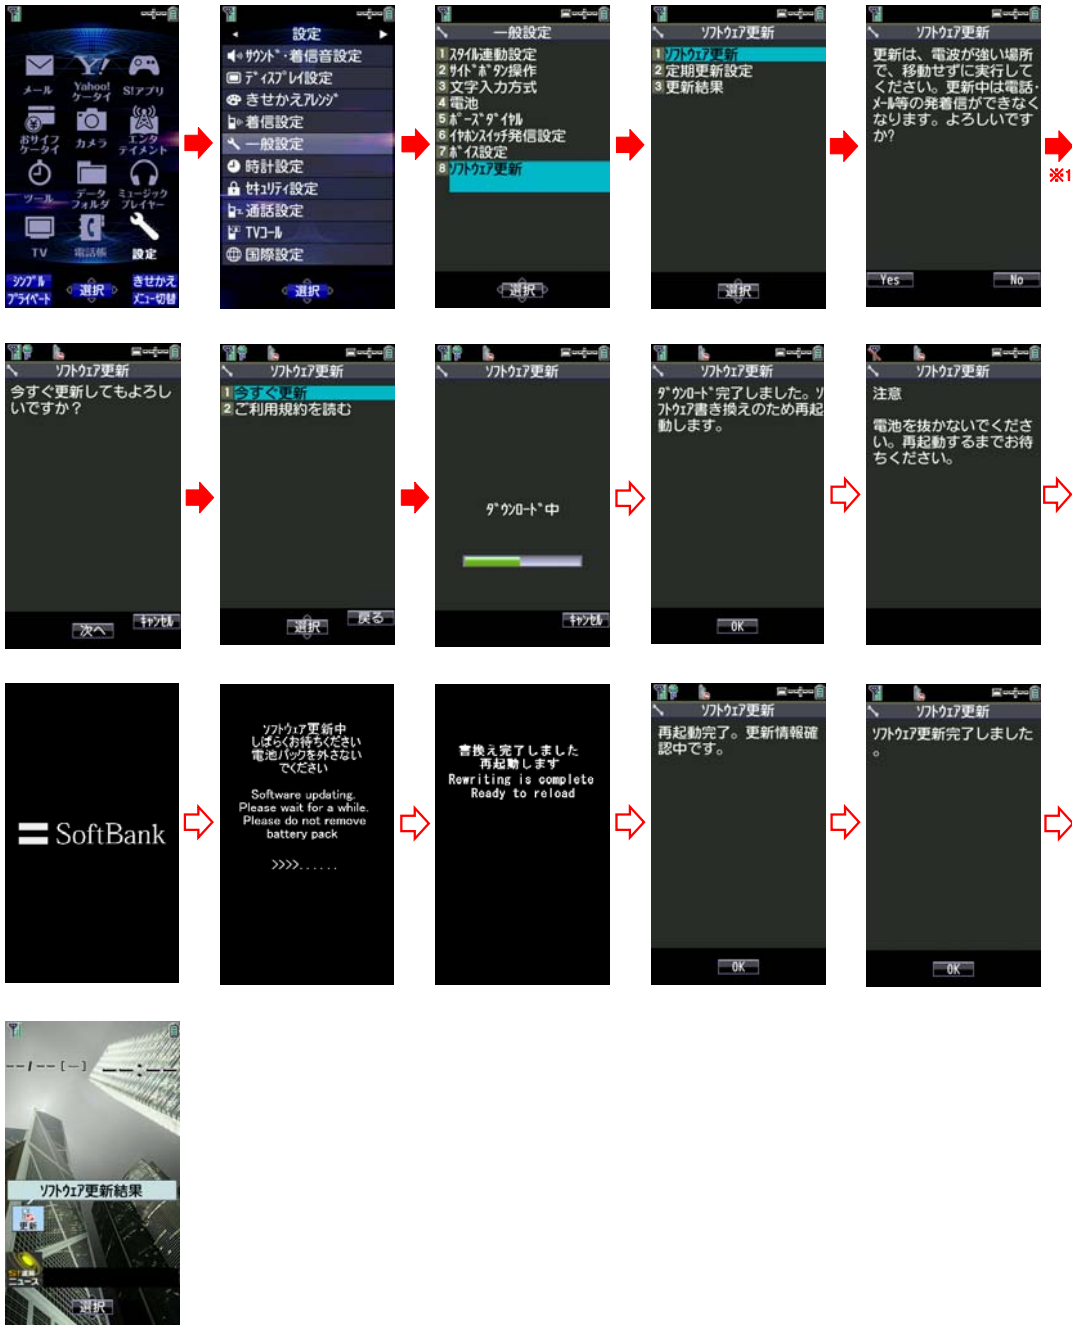 メール
Yahoo!
ケータイ
S!アプリ
おサイフ
ケータイ
カメラ
エンタ
テイメント
ツール
データ
フォルダ
ミュージック
プレイヤー
TV
電話帳
設定
シンプル
プライベート
選択
きせかえ
メニュー切替
設定
サウンド・着信音設定
ディスプレイ設定
きせかえアレンジ
着信設定
一般設定
時計設定
セキュリティ設定
通話設定
TVコール
国際設定
選択
一般設定
1 スタイル連動設定
2 サイドボタン操作
3 文字入力方式
4 電池
5 ポーズダイヤル
6 イヤホンスイッチ発信設定
7 ボイス設定
8 ソフトウェア更新
選択
ソフトウェア更新
1 ソフトウェア更新
2 定期更新設定
3 更新結果
選択
ソフトウェア更新
更新は、電波が強い場所
で、移動せずに実行して
ください。更新中は電話・
メール等の発着信ができなく
なります。よろしいです
か?
Yes
No
※1
ソフトウェア更新
今すぐ更新してもよろし
いですか？
次へ
キャンセル
ソフトウェア更新
1 今すぐ更新
2 ご利用規約を読む
選択
戻る
ソフトウェア更新
ダウンロード中
キャンセル
ソフトウェア更新
ダウンロード完了しました。ソ
フトウェア書き換えのため再起
動します。
OK
ソフトウェア更新
注意
電池を抜かないでくださ
い。再起動するまでお待
ちください。
SoftBank
ソフトウェア更新中
しばらくお待ちください
電池パックを外さない
でください
Software updating.
Please wait for a while.
Please do not remove
battery pack
>>>>......
書換え完了しました
再起動します
Rewriting is complete
Ready to reload
ソフトウェア更新
再起動完了。更新情報確
認中です。
OK
ソフトウェア更新
ソフトウェア更新完了しました
。
OK
--/--[--] --:--
ソフトウェア更新結果
更新
S!速報
ニュース
選択